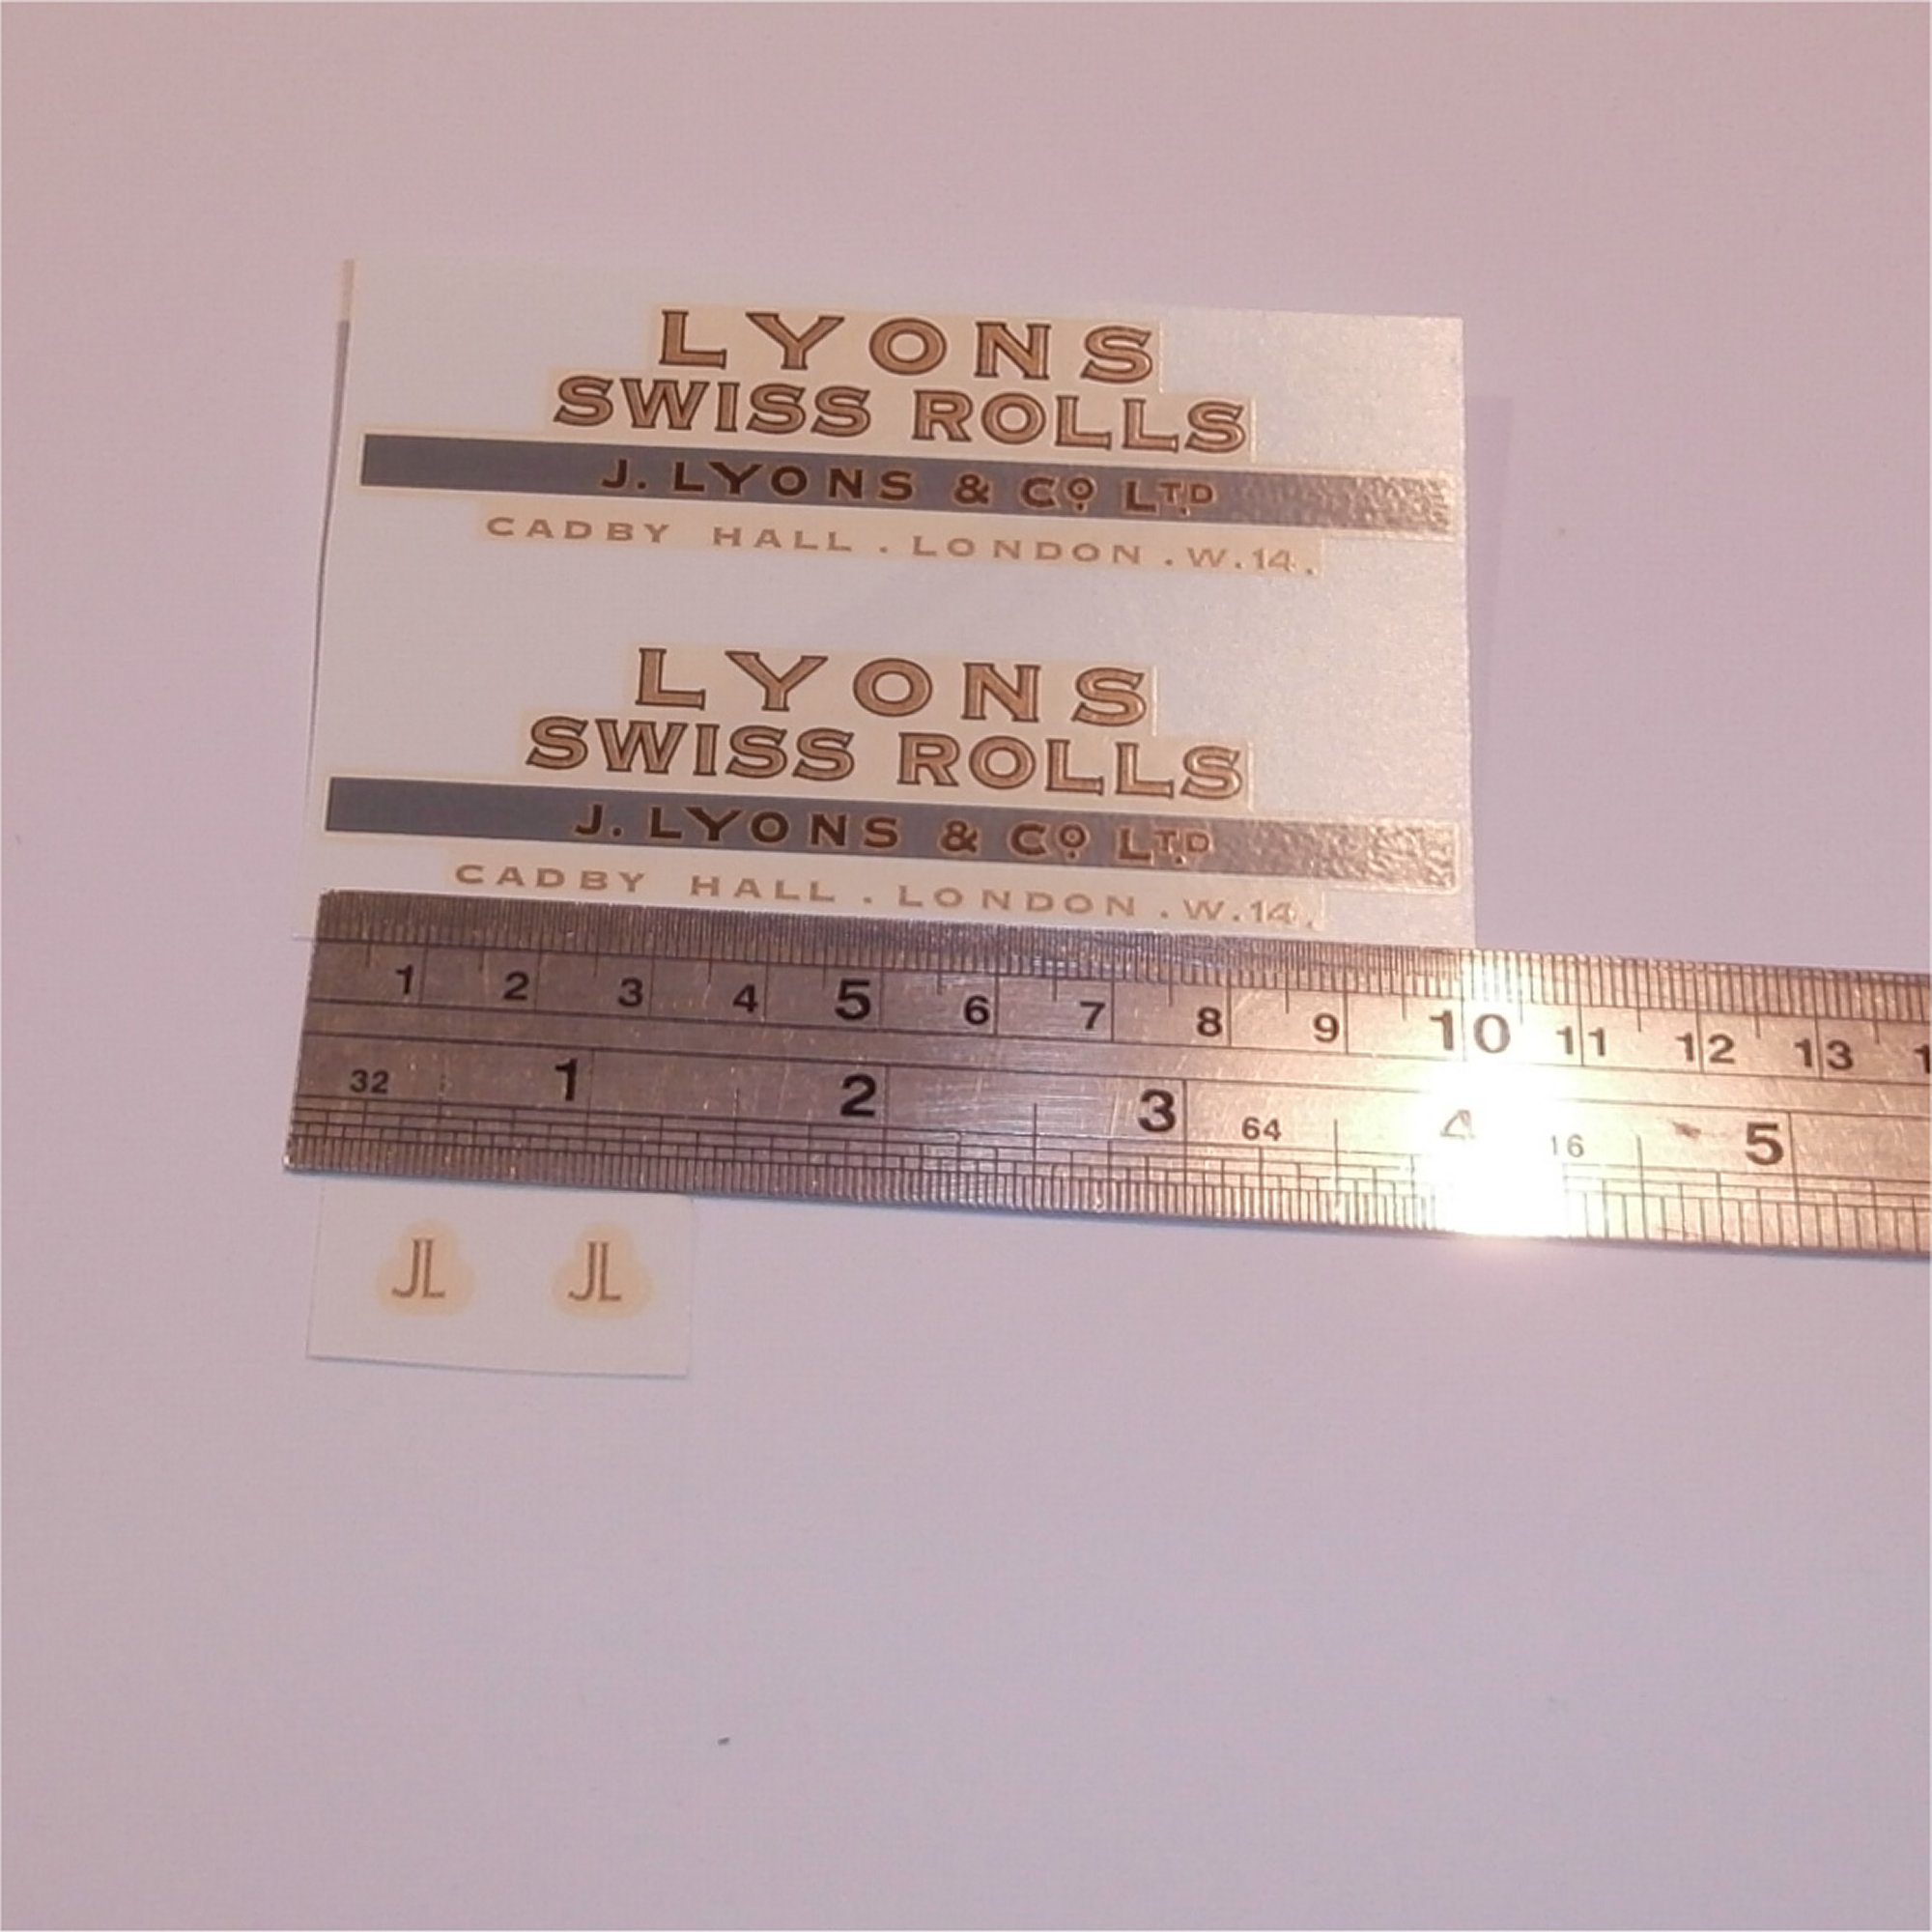 LYONS
SWISS ROLLS
J. LYONS & Cº LTD
CADBY HALL . LONDON . W.14.
LYONS
SWISS ROLLS
J. LYONS & Cº LTD
CADBY HALL . LONDON . W.14.
1 2 3 4 5 6 7 8 9 10 11 12 13
32 1 2 3 64 4 16 5
JL JL